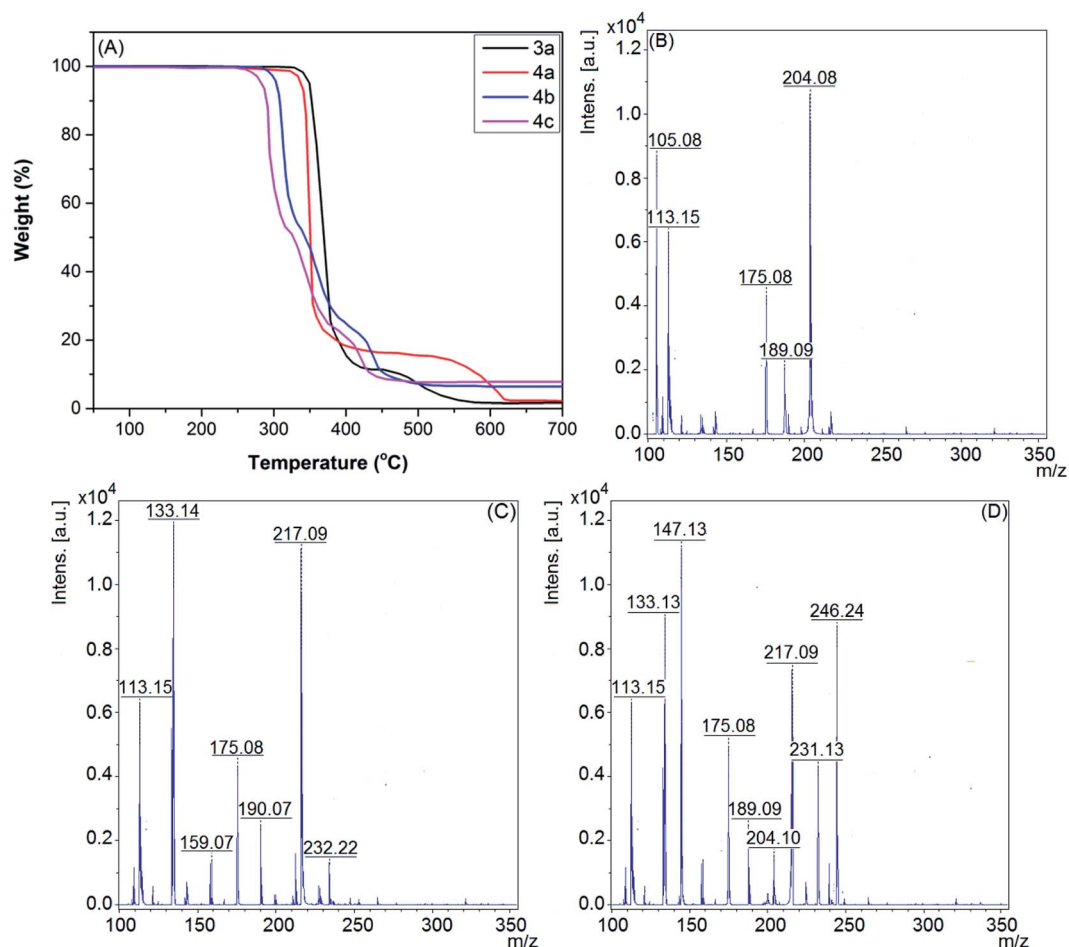 (A)
3a
4a
4b
4c
Weight (%)
100
80
60
40
20
0
100 200 300 400 500 600 700
Temperature (°C)
(B)
x10⁴
Intens. [a.u.]
1.2
1.0
0.8
0.6
0.4
0.2
0.0
204.08
105.08
113.15
175.08
189.09
100 150 200 250 300 350
m/z
(C)
x10⁴
Intens. [a.u.]
1.2
1.0
0.8
0.6
0.4
0.2
0.0
133.14
217.09
113.15
175.08
190.07
159.07
232.22
100 150 200 250 300 350
m/z
(D)
x10⁴
Intens. [a.u.]
1.2
1.0
0.8
0.6
0.4
0.2
0.0
147.13
133.13
246.24
217.09
113.15
175.08
231.13
189.09
204.10
100 150 200 250 300 350
m/z